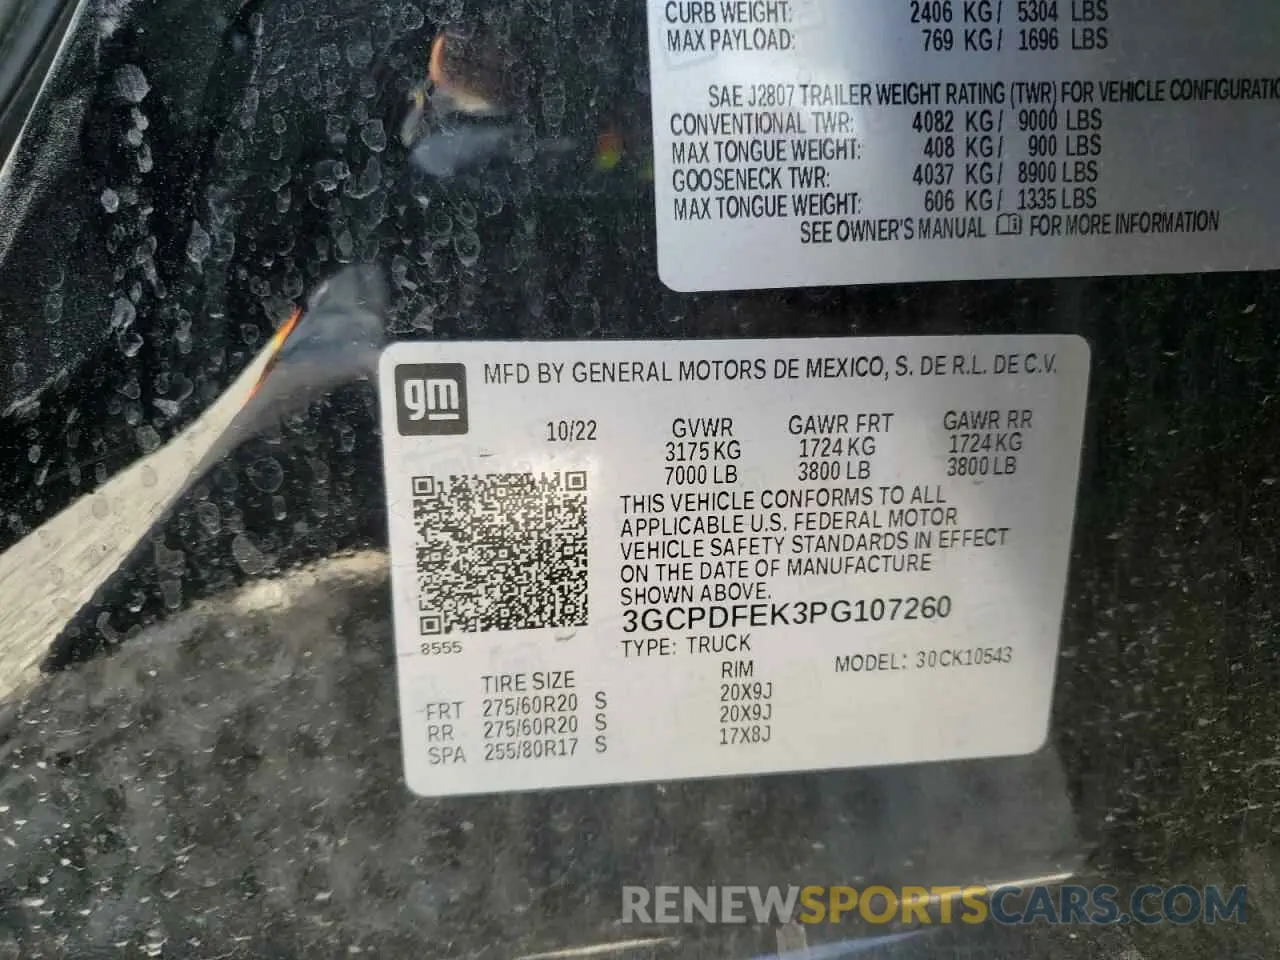 CURB WEIGHT: 2406 KG/ 5304 LBS
MAX PAYLOAD: 769 KG/ 1696 LBS
SAE J2807 TRAILER WEIGHT RATING (TWR) FOR VEHICLE
CONVENTIONAL TWR: 4082 KG/ 9000 LBS
MAX TONGUE WEIGHT: 408 KG/ 900 LBS
GOOSENECK TWR: 4037 KG/ 8900 LBS
MAX TONGUE WEIGHT: 606 KG/ 1335 LBS
SEE OWNER'S MANUAL FOR MORE INFORMATION
gm MFD BY GENERAL MOTORS DE MEXICO, S. DE R.L. DE C.V.
10/22 GVWR GAWR FRT GAWR RR
3175 KG 1724 KG 1724 KG
7000 LB 3800 LB 3800 LB
THIS VEHICLE CONFORMS TO ALL
APPLICABLE U.S. FEDERAL MOTOR
VEHICLE SAFETY STANDARDS IN EFFECT
ON THE DATE OF MANUFACTURE
SHOWN ABOVE.
3GCPDFEK3PG107260
8555 TYPE: TRUCK
MODEL: 30CK10543
TIRE SIZE RIM
FRT 275/60R20 S 20X9J
RR 275/60R20 S 20X9J
SPA 255/80R17 S 17X8J
RENEWSPORTSCARS.COM